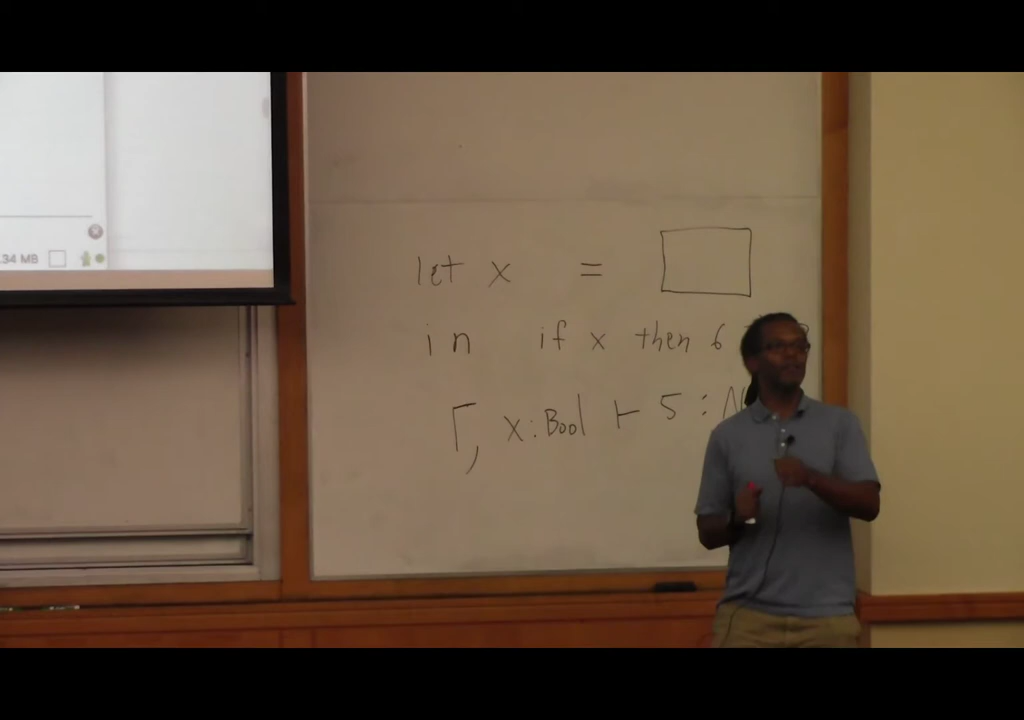 .34 MB
let x =
in if x then 6
Γ, x : Bool ⊢ 5 : N